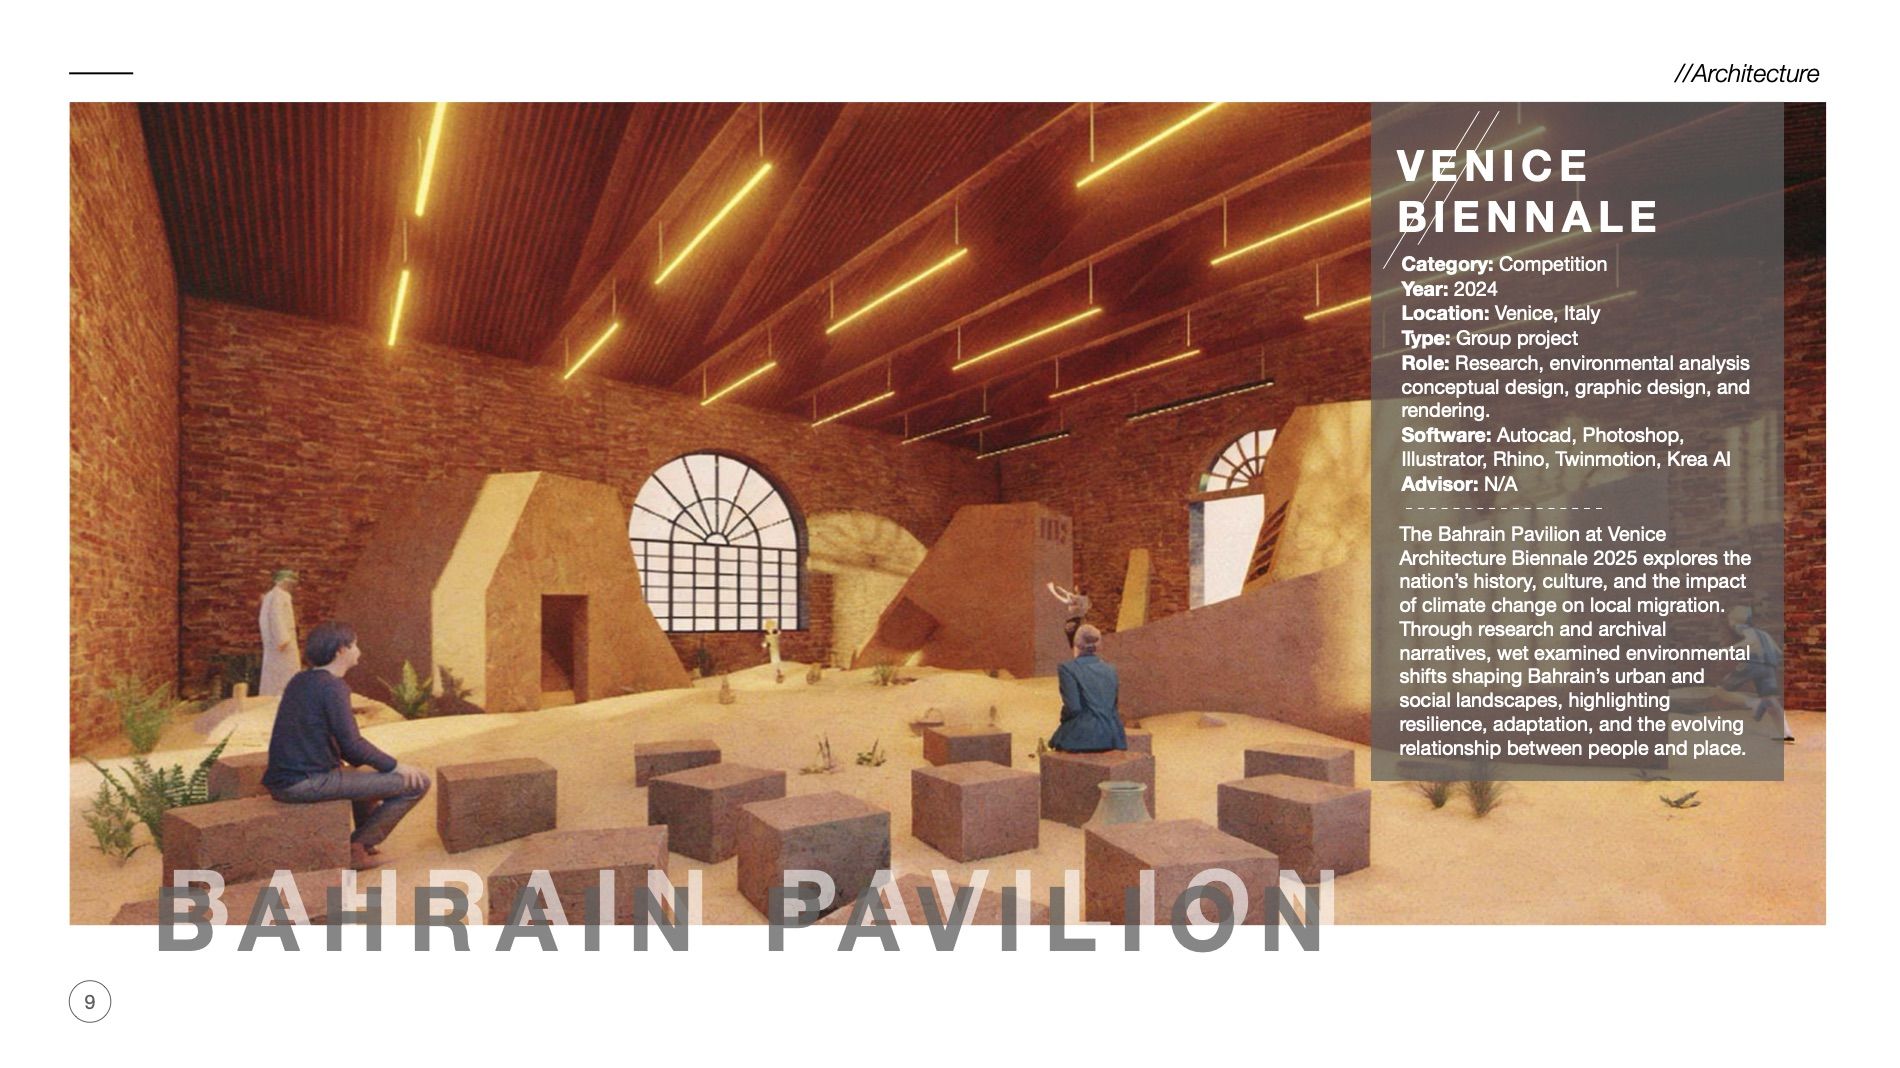 //Architecture
VENICE
BIENNALE
Category: Competition
Year: 2024
Location: Venice, Italy
Type: Group project
Role: Research, environmental analysis
conceptual design, graphic design, and
rendering.
Software: Autocad, Photoshop,
Illustrator, Rhino, Twinmotion, Krea AI
Advisor: N/A
The Bahrain Pavilion at Venice
Architecture Biennale 2025 explores the
nation’s history, culture, and the impact
of climate change on local migration.
Through research and archival
narratives, wet examined environmental
shifts shaping Bahrain’s urban and
social landscapes, highlighting
resilience, adaptation, and the evolving
relationship between people and place.
BAHRAIN PAVILION
BAHRAIN PAVILION
9